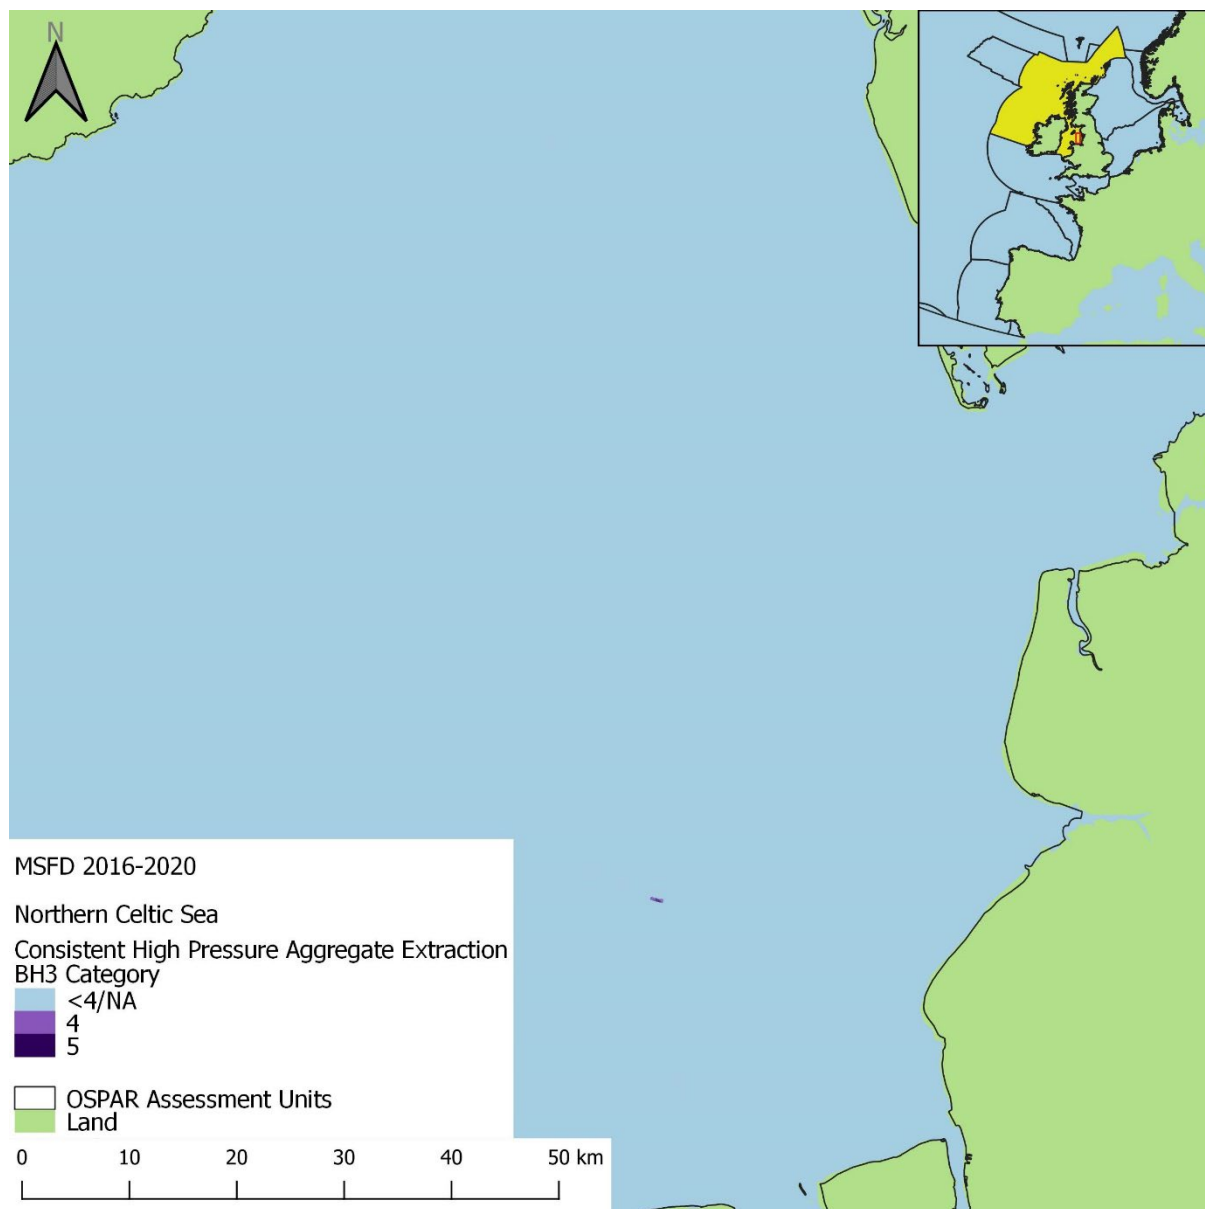 N
MSFD 2016-2020
Northern Celtic Sea
Consistent High Pressure Aggregate Extraction
BH3 Category
<4/NA
4
5
OSPAR Assessment Units
Land
0 10 20 30 40 50 km